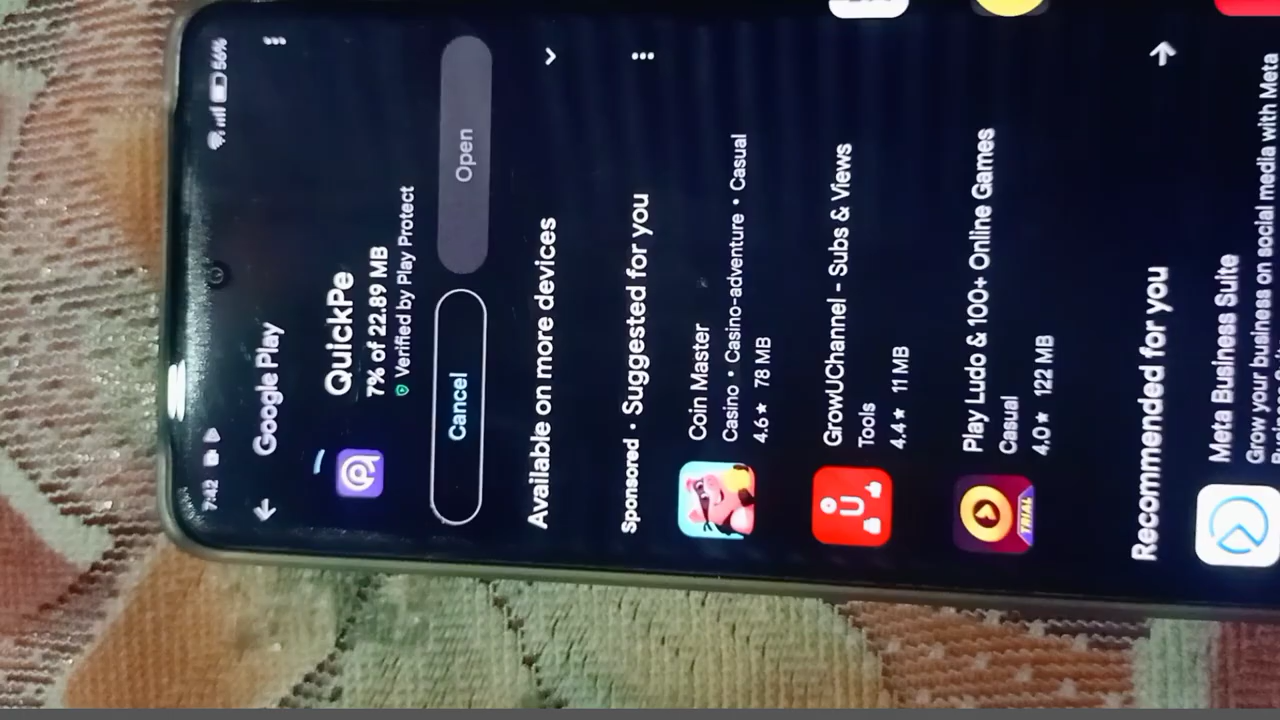 7:42
56%
Google Play
QuickPe
7% of 22.89 MB
Verified by Play Protect
Cancel
Open
Available on more devices
Sponsored • Suggested for you
Coin Master
Casino • Casino-adventure • Casual
4.6★ 78 MB
GrowUChannel - Subs & Views
Tools
4.4★ 11 MB
Play Ludo & 100+ Online Games
Casual
4.0★ 122 MB
TRIAL
Recommended for you
Meta Business Suite
Grow your business on social media with Meta